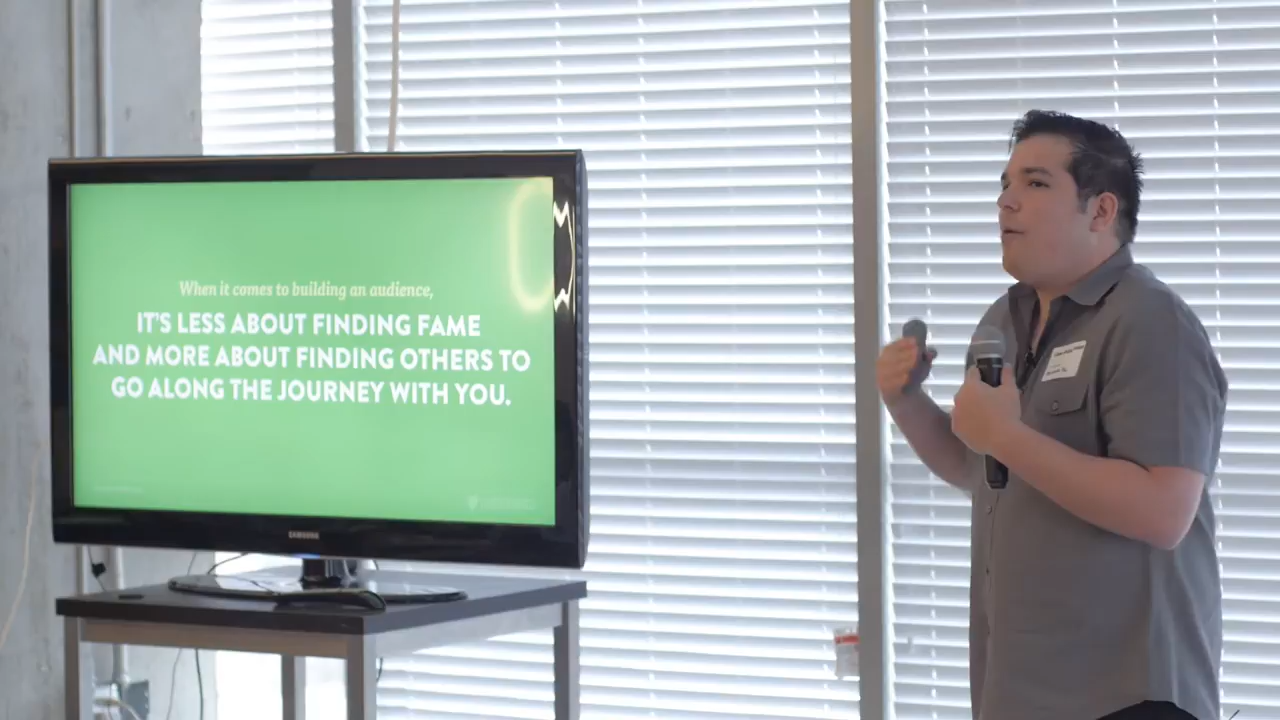 When it comes to building an audience,
IT'S LESS ABOUT FINDING FAME
AND MORE ABOUT FINDING OTHERS TO
GO ALONG THE JOURNEY WITH YOU.
SAMSUNG